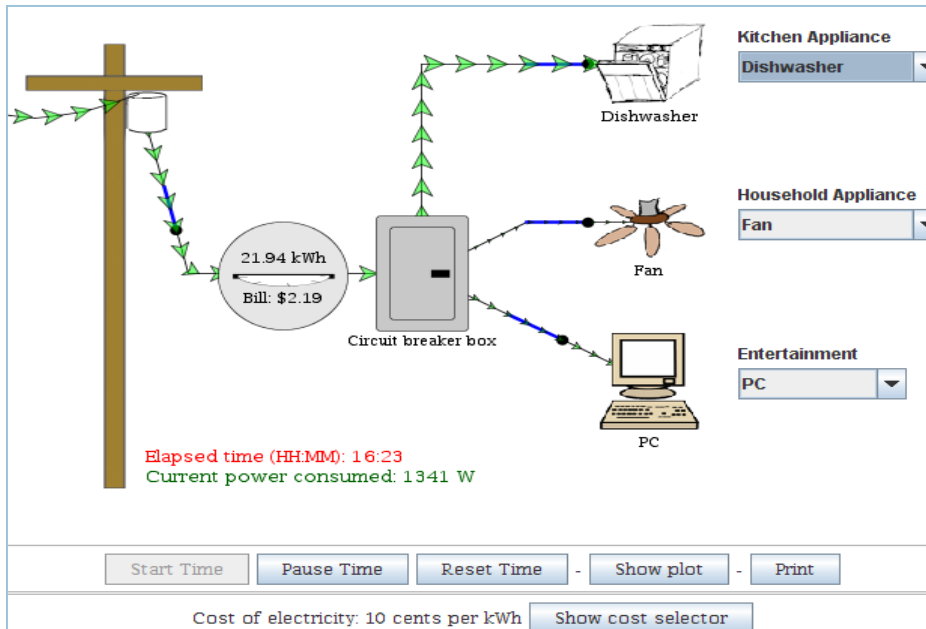 Kitchen Appliance
Dishwasher
Dishwasher
Household Appliance
Fan
Fan
21.94 kWh
Bill: $2.19
Circuit breaker box
Entertainment
PC
PC
Elapsed time (HH:MM): 16:23
Current power consumed: 1341 W
Start Time
Pause Time
Reset Time
-
Show plot
-
Print
Cost of electricity: 10 cents per kWh
Show cost selector